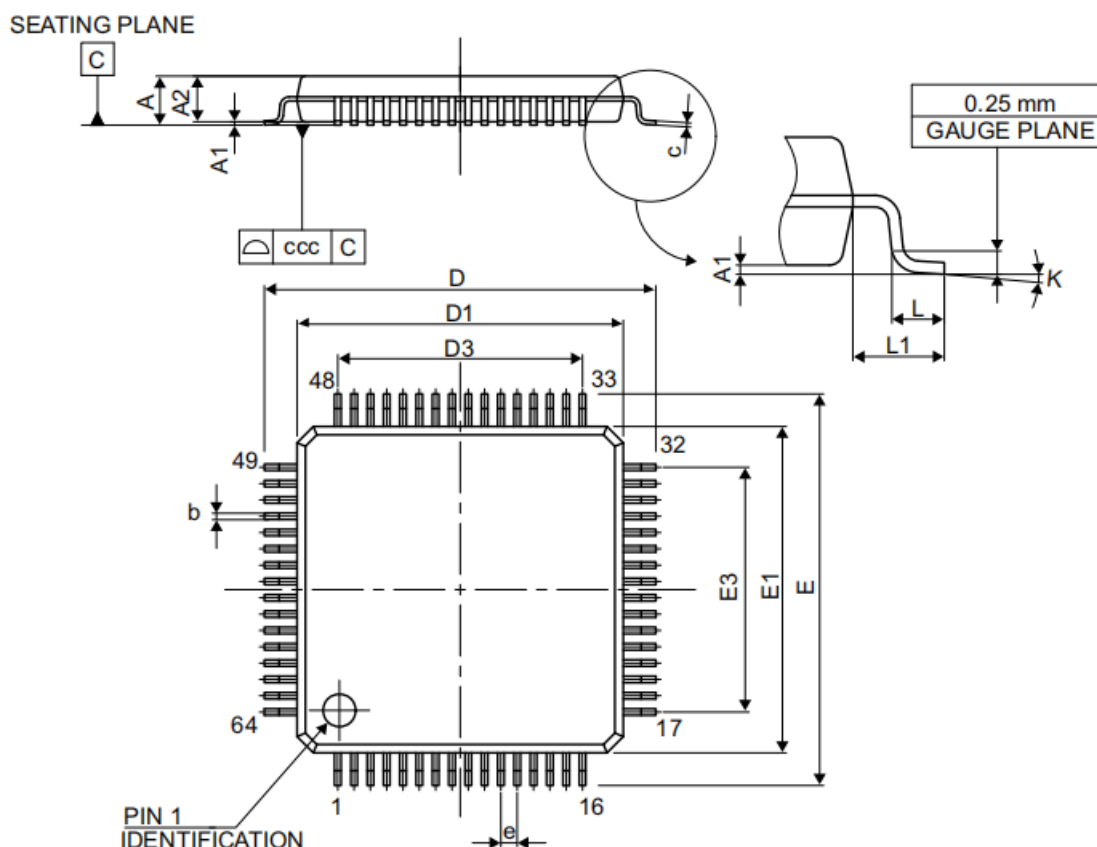 SEATING PLANE
C
A
A2
A1
c
ccc C
0.25 mm
GAUGE PLANE
A1
K
L
L1
D
D1
D3
48
33
49
32
b
E3
E1
E
64
17
1
16
PIN 1
IDENTIFICATION
e